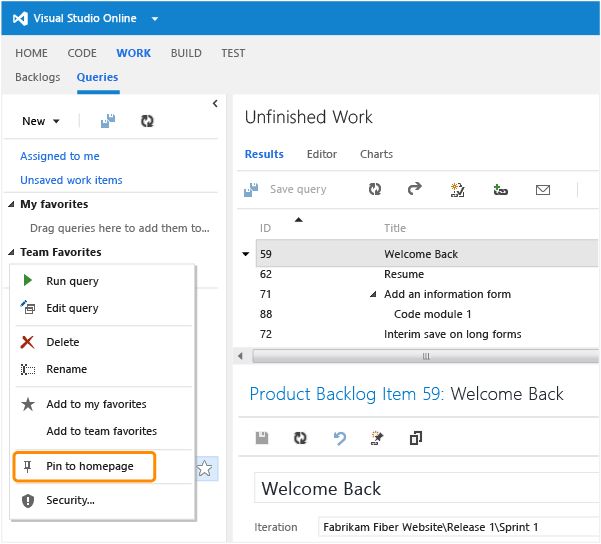 Visual Studio Online
HOME CODE WORK BUILD TEST
Backlogs Queries
New
Assigned to me
Unsaved work items
My favorites
Drag queries here to add them to...
Team Favorites
Run query
Edit query
Delete
Rename
Add to my favorites
Add to team favorites
Pin to homepage
Security...
Unfinished Work
Results Editor Charts
Save query
ID Title
59 Welcome Back
62 Resume
71 Add an information form
88 Code module 1
72 Interim save on long forms
Product Backlog Item 59: Welcome Back
Welcome Back
Iteration Fabrikam Fiber Website\Release 1\Sprint 1